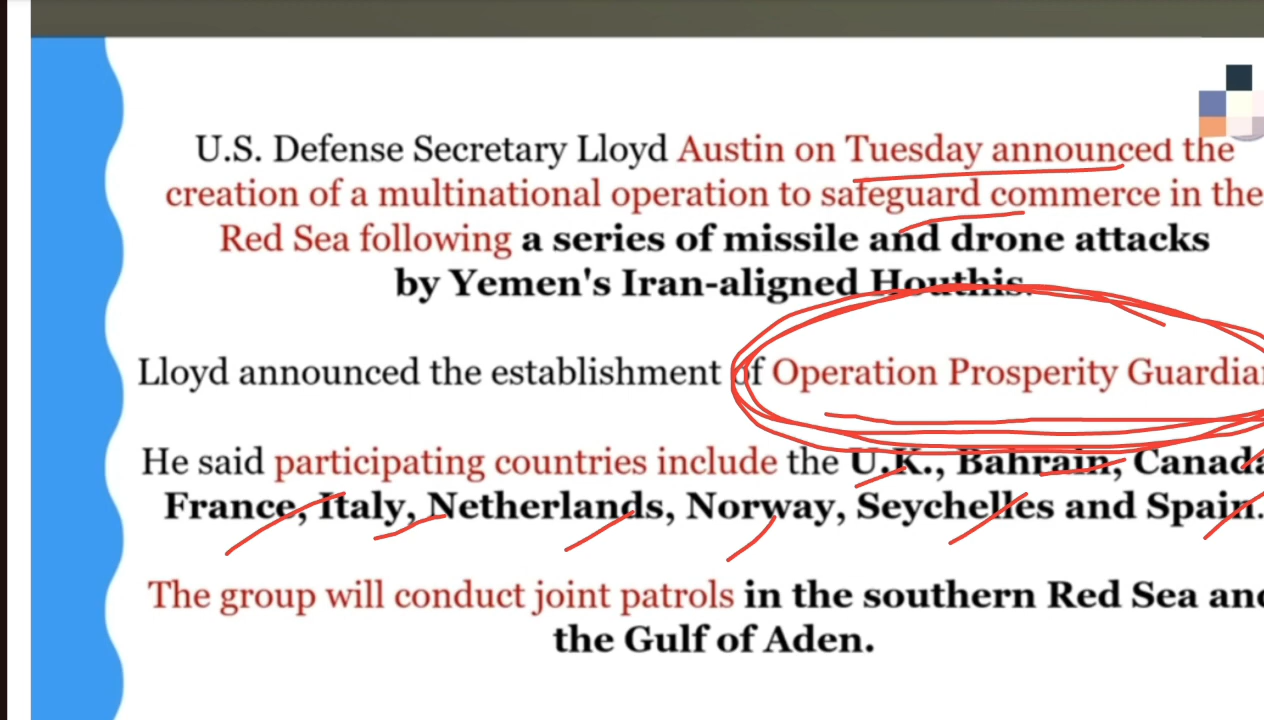 U.S. Defense Secretary Lloyd Austin on Tuesday announced the
creation of a multinational operation to safeguard commerce in the
Red Sea following a series of missile and drone attacks
by Yemen's Iran-aligned Houthis.
Lloyd announced the establishment of Operation Prosperity
He said participating countries include the U.K., Bahrain,
France, Italy, Netherlands, Norway, Seychelles and Spain.
The group will conduct joint patrols in the southern Red Sea
the Gulf of Aden.